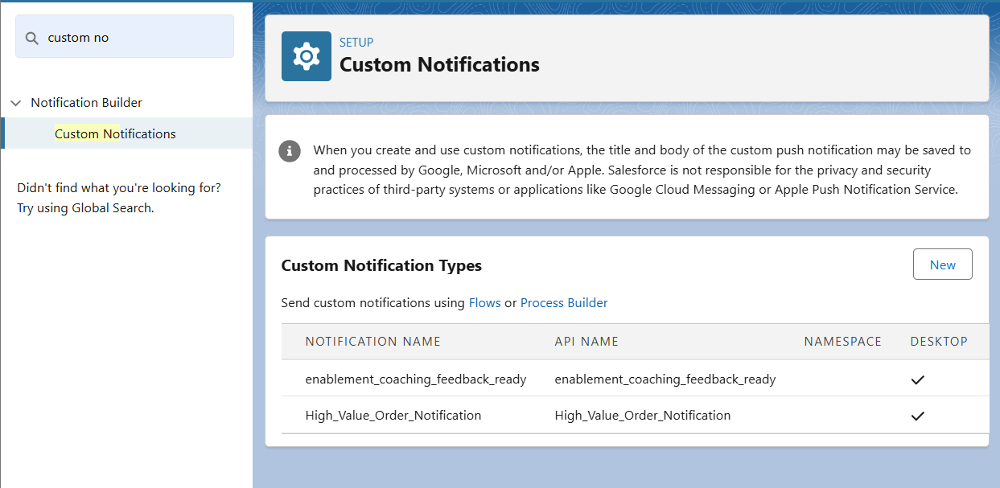 custom no
Notification Builder
Custom Notifications
Didn't find what you're looking for?
Try using Global Search.
SETUP
Custom Notifications
When you create and use custom notifications, the title and body of the custom push notification may be saved to
and processed by Google, Microsoft and/or Apple. Salesforce is not responsible for the privacy and security
practices of third-party systems or applications like Google Cloud Messaging or Apple Push Notification Service.
Custom Notification Types
New
Send custom notifications using Flows or Process Builder
NOTIFICATION NAME API NAME NAMESPACE DESKTOP
enablement_coaching_feedback_ready enablement_coaching_feedback_ready
High_Value_Order_Notification High_Value_Order_Notification